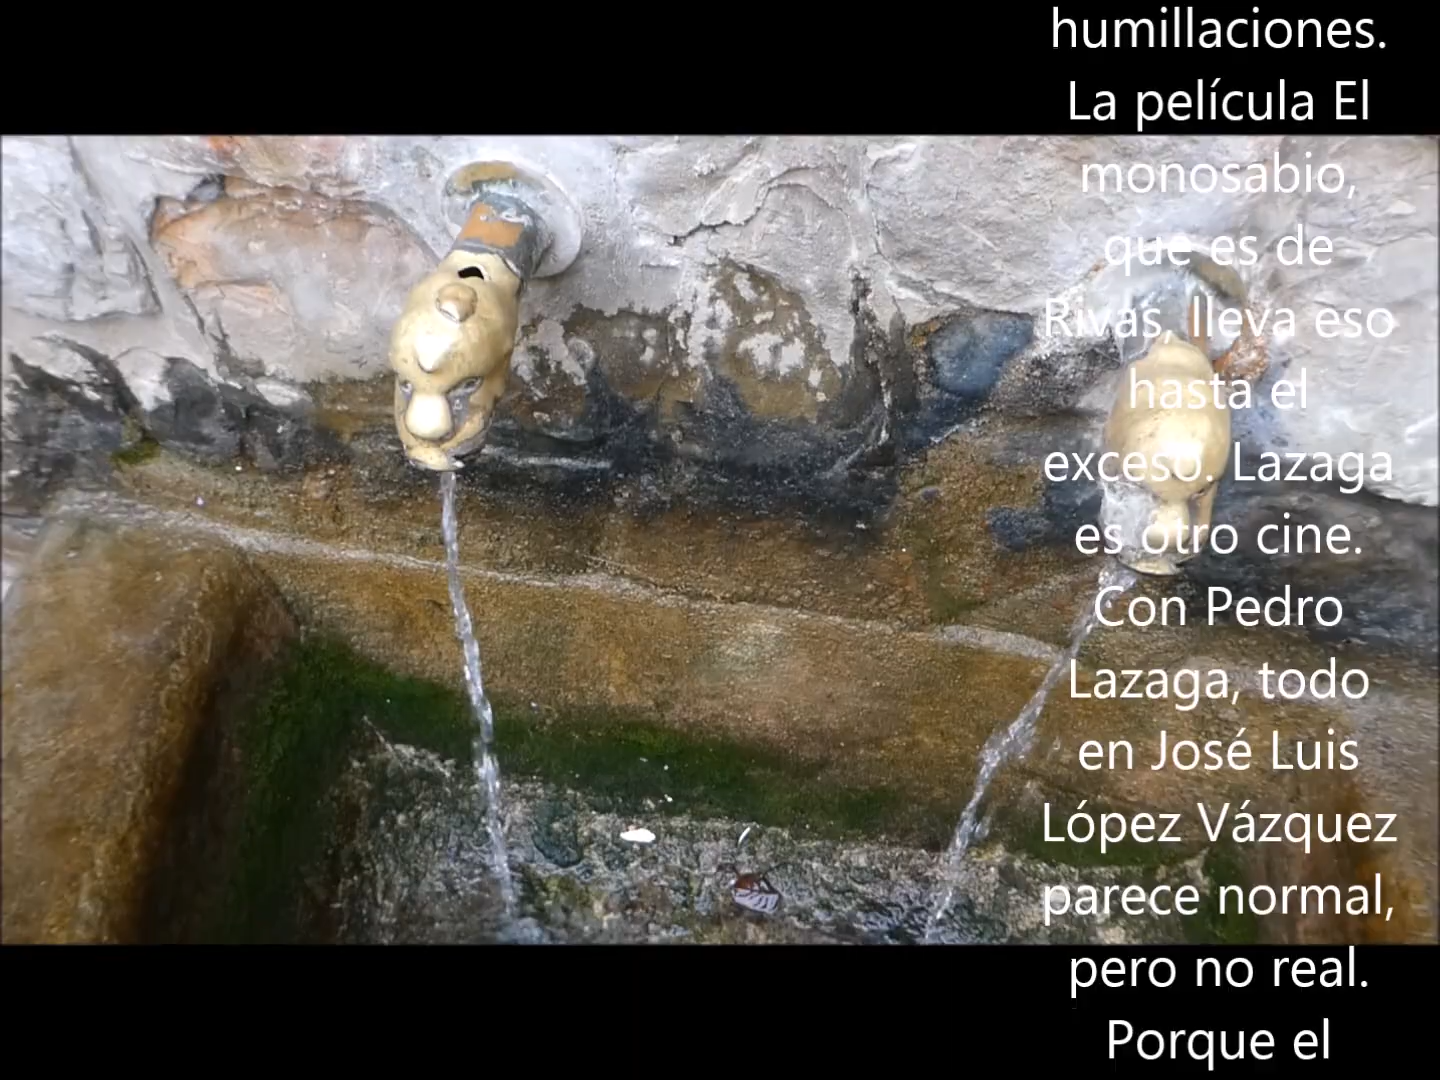 humillaciones.
La película El
monosabio,
que es de
Rivas, lleva eso
hasta el
exceso. Lazaga
es otro cine.
Con Pedro
Lazaga, todo
en José Luis
López Vázquez
parece normal,
pero no real.
Porque el